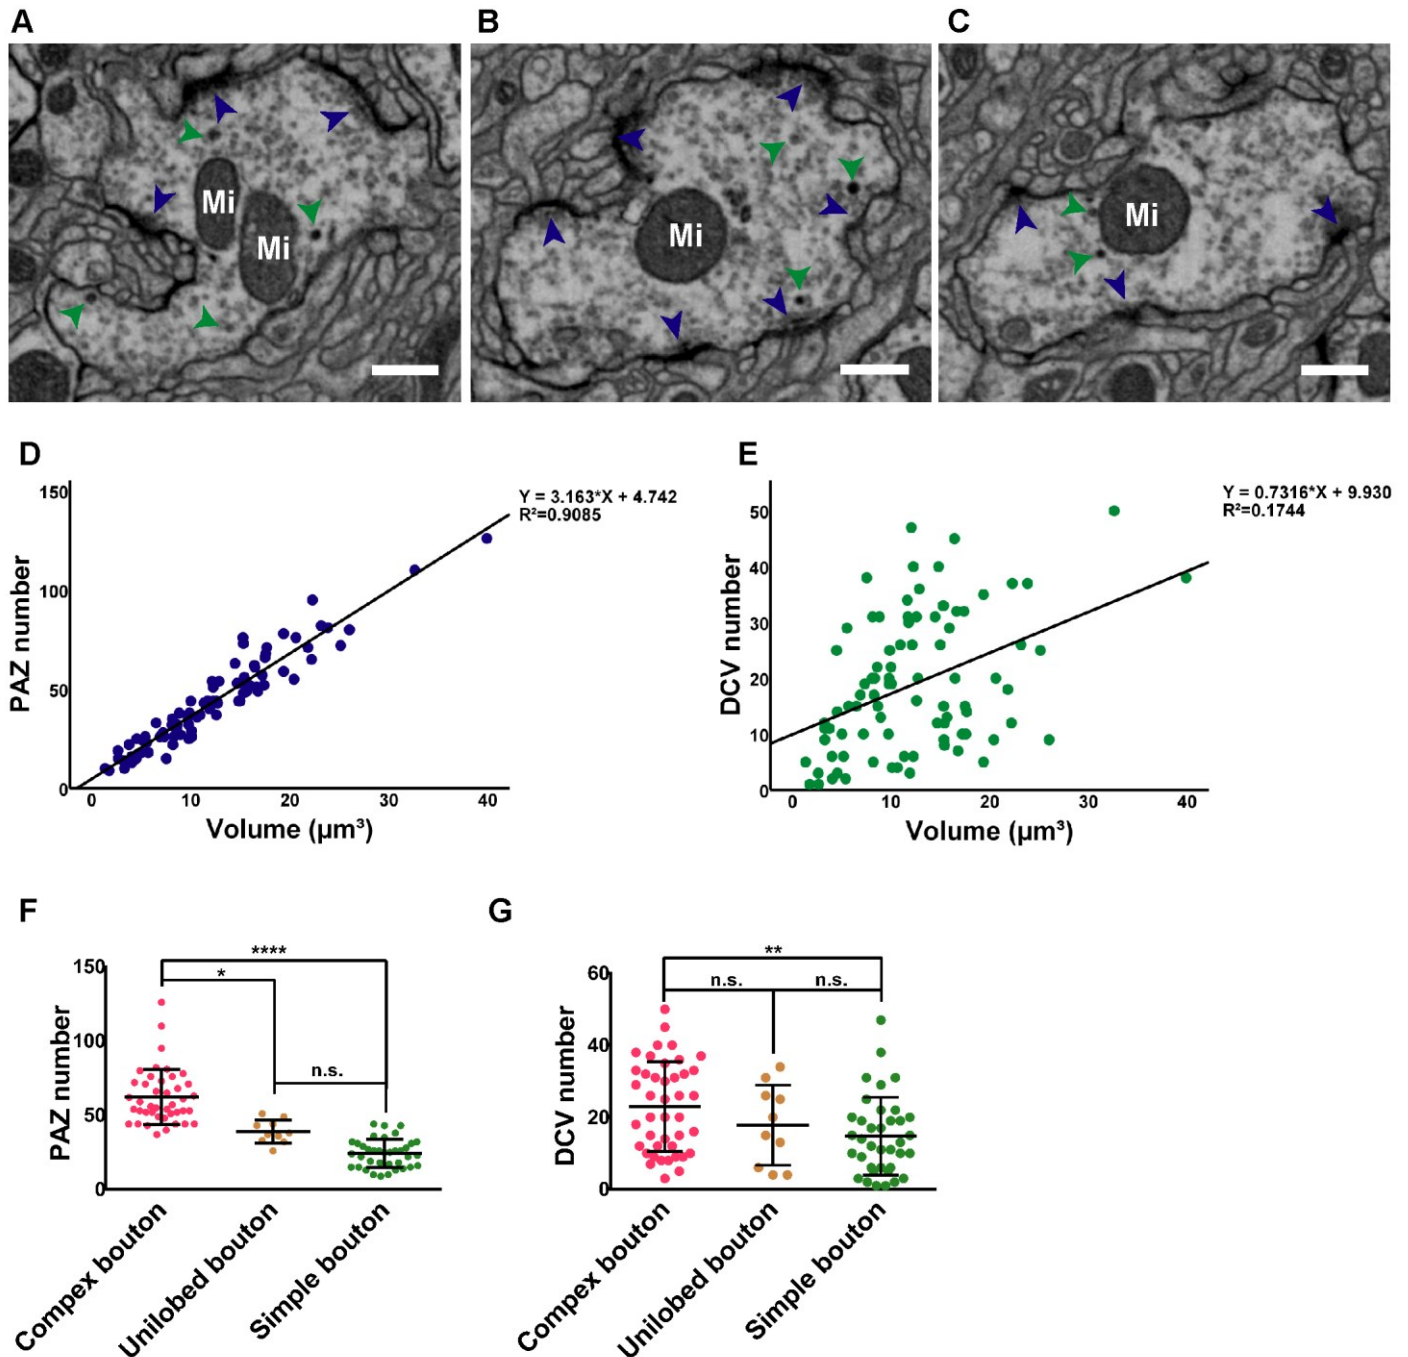 A
B
C
Mi
Mi
Mi
Mi
D
E
150
100
50
0
0
10
20
30
40
PAZ number
Volume (µm³)
Y = 3.163*X + 4.742
R²=0.9085
50
40
30
20
10
0
0
10
20
30
40
DCV number
Volume (µm³)
Y = 0.7316*X + 9.930
R²=0.1744
F
G
150
100
50
0
PAZ number
****
*
n.s.
Compex bouton
Unilobed bouton
Simple bouton
60
40
20
0
DCV number
**
n.s.
n.s.
Compex bouton
Unilobed bouton
Simple bouton